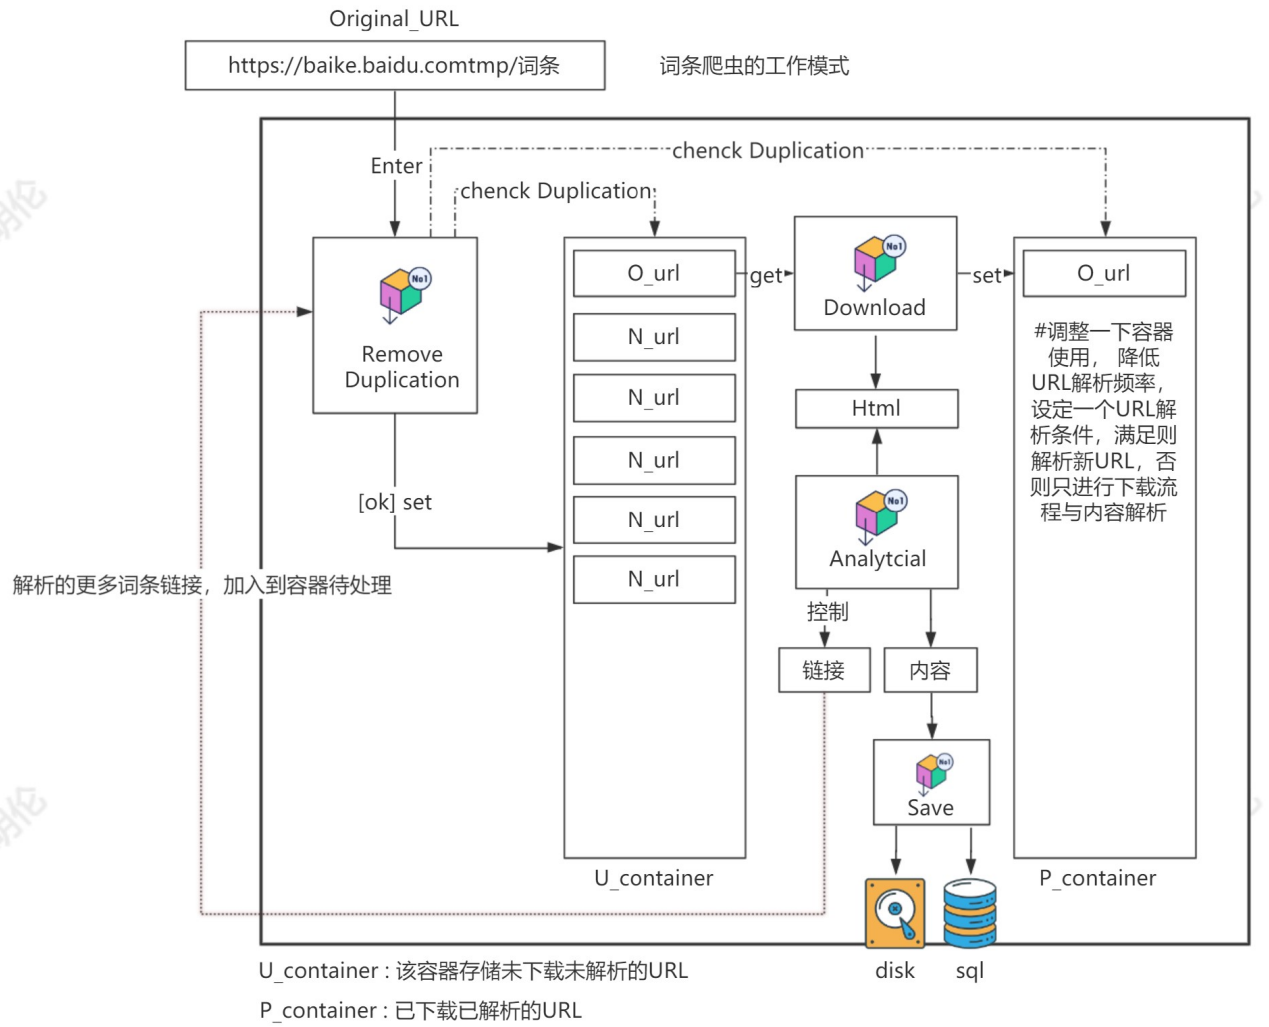 Original_URL
https://baike.baidu.comtmp/词条
词条爬虫的工作模式
Enter
chenck Duplication
chenck Duplication
No1
Remove
Duplication
[ok] set
解析的更多词条链接，加入到容器待处理
O_url
N_url
N_url
N_url
N_url
N_url
U_container
get
No1
Download
set
Html
No1
Analytcial
控制
链接
内容
No1
Save
disk
sql
O_url
#调整一下容器
使用， 降低
URL解析频率，
设定一个URL解
析条件，满足则
解析新URL，否
则只进行下载流
程与内容解析
P_container
U_container : 该容器存储未下载未解析的URL
P_container : 已下载已解析的URL